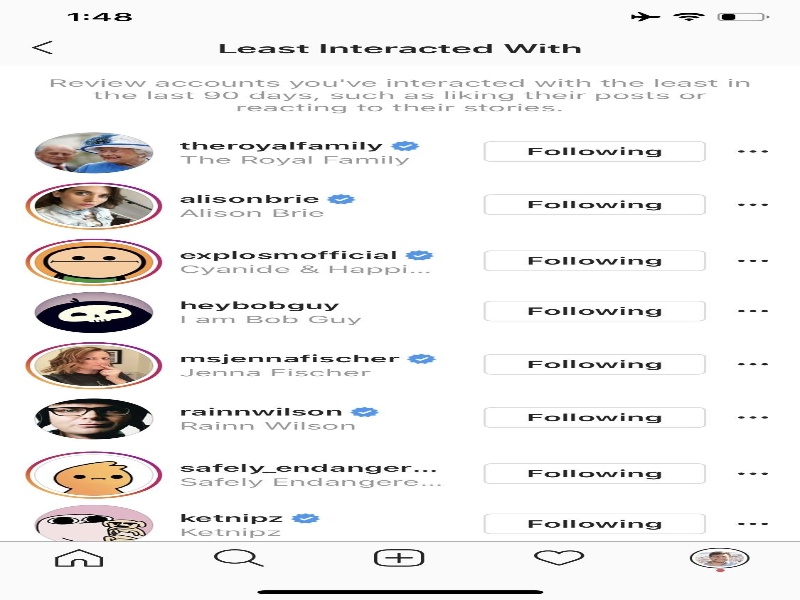 1:48
Least Interacted With
Review accounts you've interacted with the least in
the last 90 days, such as liking their posts or
reacting to their stories.
theroyalfamily
The Royal Family
Following
alisonbrie
Alison Brie
Following
explosmofficial
Cyanide & Happi...
Following
heybobguy
I am Bob Guy
Following
msjennafischer
Jenna Fischer
Following
rainnwilson
Rainn Wilson
Following
safely_endanger...
Safely Endangere...
Following
ketnipz
Ketnipz
Following